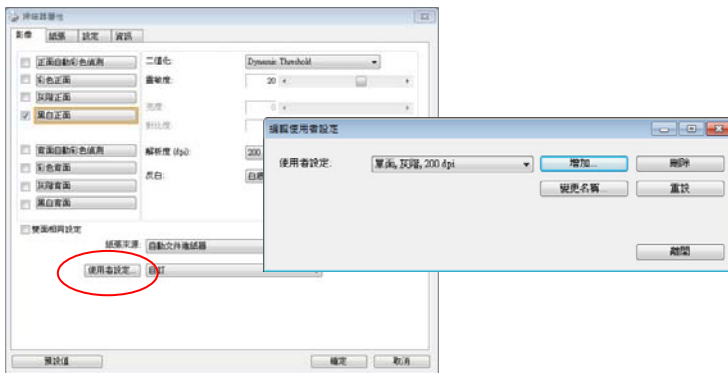 掃描器屬性
影像 紙張 設定 資訊
正面自動彩色偵測
彩色正面
灰階正面
黑白正面
背面自動彩色偵測
彩色背面
灰階背面
黑白背面
雙面相同設定
二值化: Dynamic Threshold
靈敏度: 20
亮度: 0
對比度:
解析度 (dpi): 200
反白:
紙張來源: 自動文件進紙器
使用者設定... 自訂
預設值 確定 取消
編輯使用者設定
使用者設定: 單面, 灰階, 200 dpi 增加... 刪除
變更名稱... 重設
離開